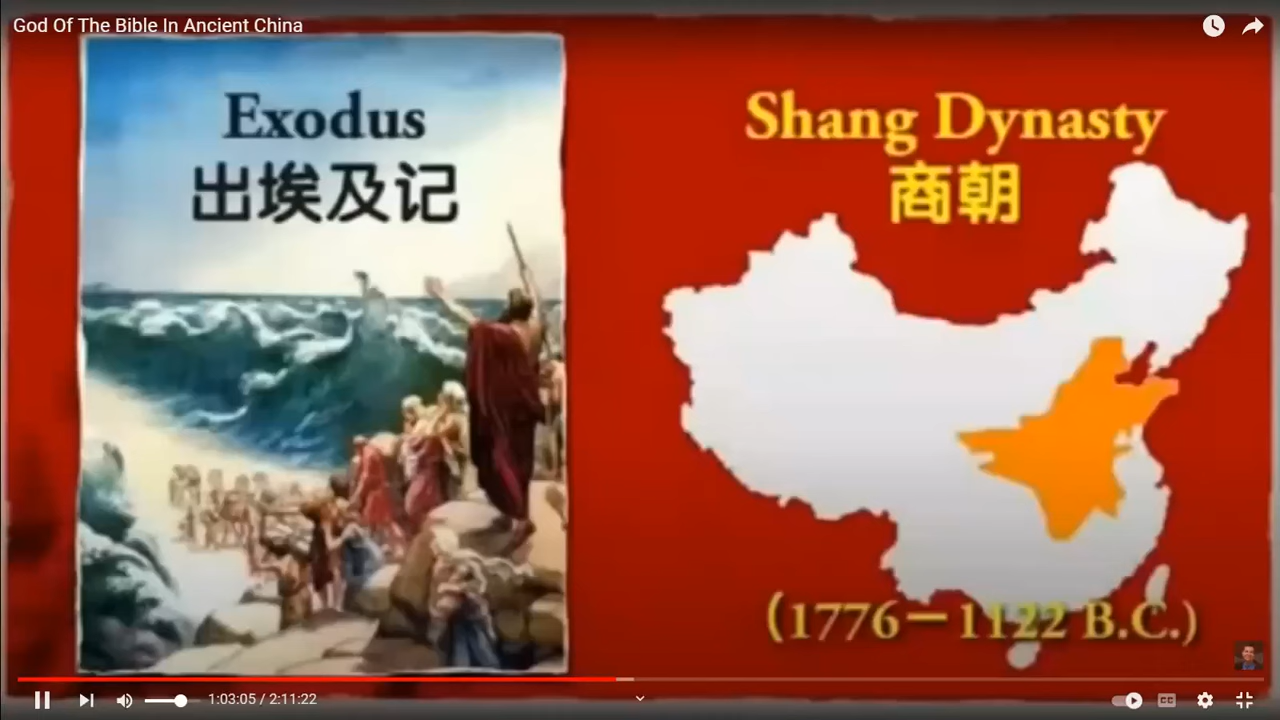 God Of The Bible In Ancient China
Exodus
出埃及记
Shang Dynasty
商朝
(1776－1122 B.C.)
1:03:05 / 2:11:22
CC